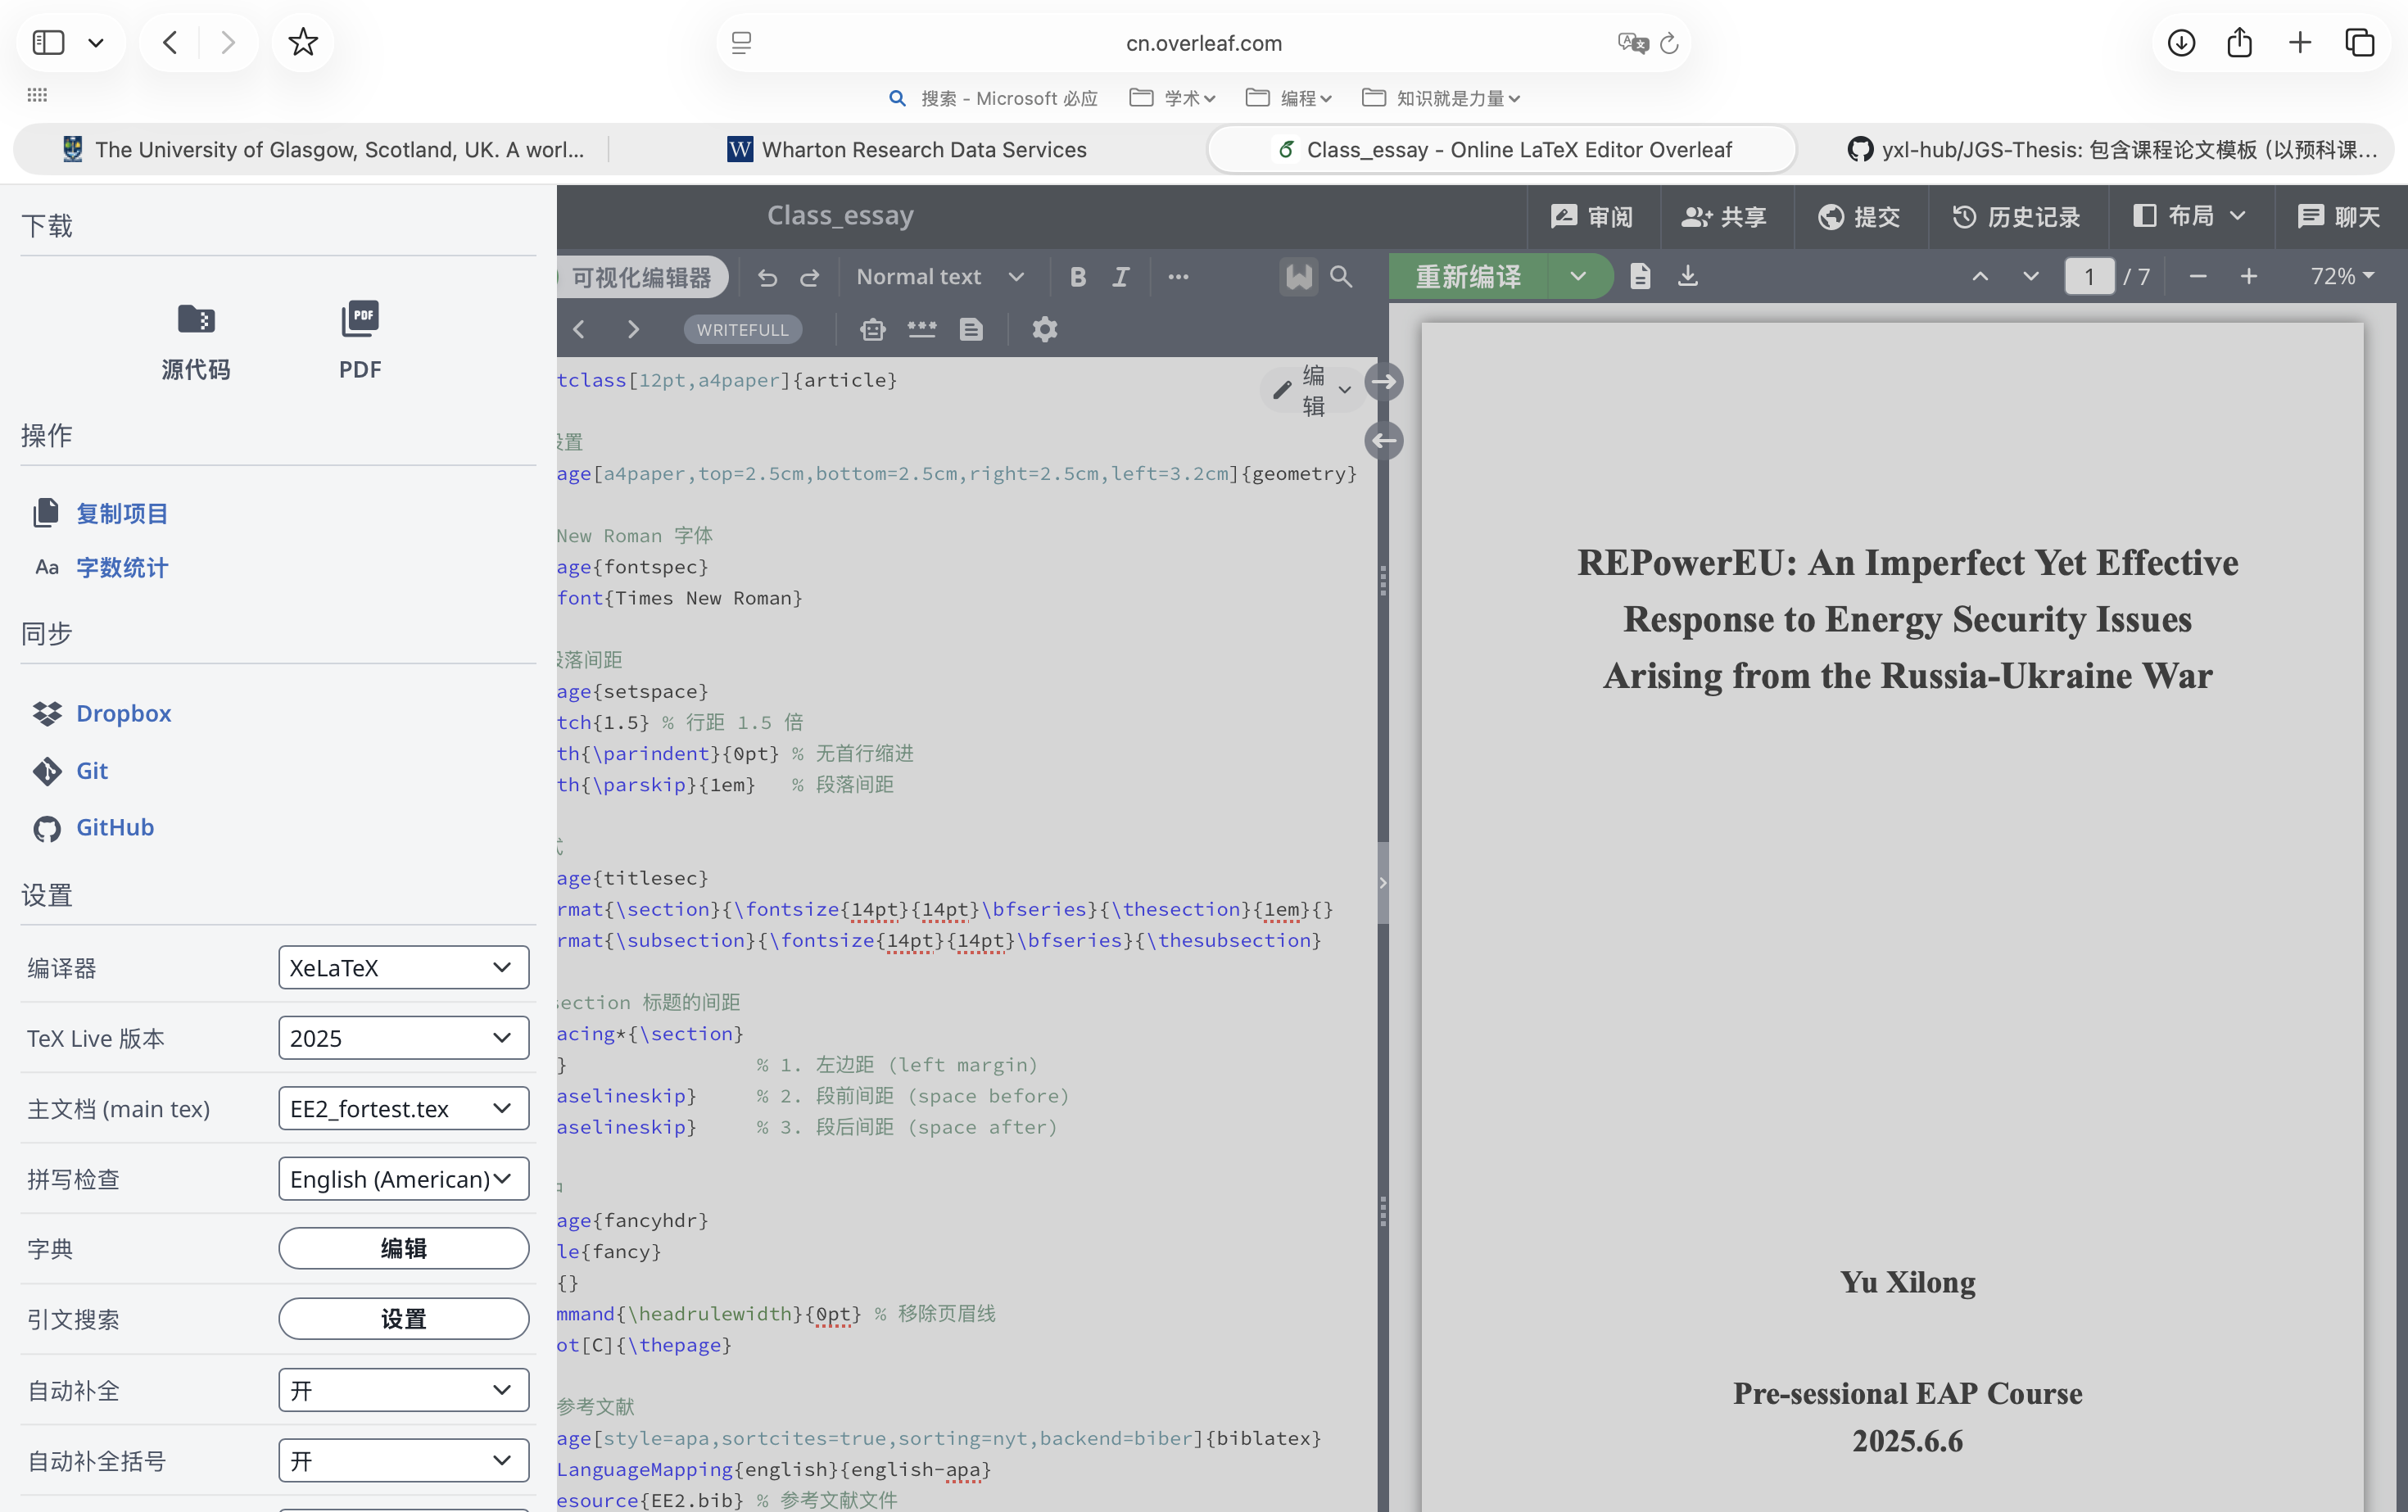 cn.overleaf.com
搜索 - Microsoft 必应
学术
编程
知识就是力量
The University of Glasgow, Scotland, UK. A worl...
Wharton Research Data Services
Class_essay - Online LaTeX Editor Overleaf
yxl-hub/JGS-Thesis: 包含课程论文模板（以预科课...
下载
源代码
PDF
操作
复制项目
Aa 字数统计
同步
Dropbox
Git
GitHub
设置
编译器 XeLaTeX
TeX Live 版本 2025
主文档 (main tex) EE2_fortest.tex
拼写检查 English (American)
字典 编辑
引文搜索 设置
自动补全 开
自动补全括号 开
Class_essay
审阅
共享
提交
历史记录
布局
聊天
可视化编辑器
Normal text
B I
WRITEFULL
重新编译
1 / 7
72%
编辑
tclass[12pt,a4paper]{article}
设置
age[a4paper,top=2.5cm,bottom=2.5cm,right=2.5cm,left=3.2cm]{geometry}
New Roman 字体
age{fontspec}
font{Times New Roman}
段落间距
age{setspace}
tch{1.5} % 行距 1.5 倍
th{\parindent}{0pt} % 无首行缩进
th{\parskip}{1em} % 段落间距
age{titlesec}
rmat{\section}{\fontsize{14pt}{14pt}\bfseries}{\thesection}{1em}{}
rmat{\subsection}{\fontsize{14pt}{14pt}\bfseries}{\thesubsection}
section 标题的间距
acing*{\section}
} % 1. 左边距 (left margin)
aselineskip} % 2. 段前间距 (space before)
aselineskip} % 3. 段后间距 (space after)
age{fancyhdr}
le{fancy}
{}
mmand{\headrulewidth}{0pt} % 移除页眉线
ot[C]{\thepage}
参考文献
age[style=apa,sortcites=true,sorting=nyt,backend=biber]{biblatex}
LanguageMapping{english}{english-apa}
esource{EE2.bib} % 参考文献文件
REPowerEU: An Imperfect Yet Effective
Response to Energy Security Issues
Arising from the Russia-Ukraine War
Yu Xilong
Pre-sessional EAP Course
2025.6.6